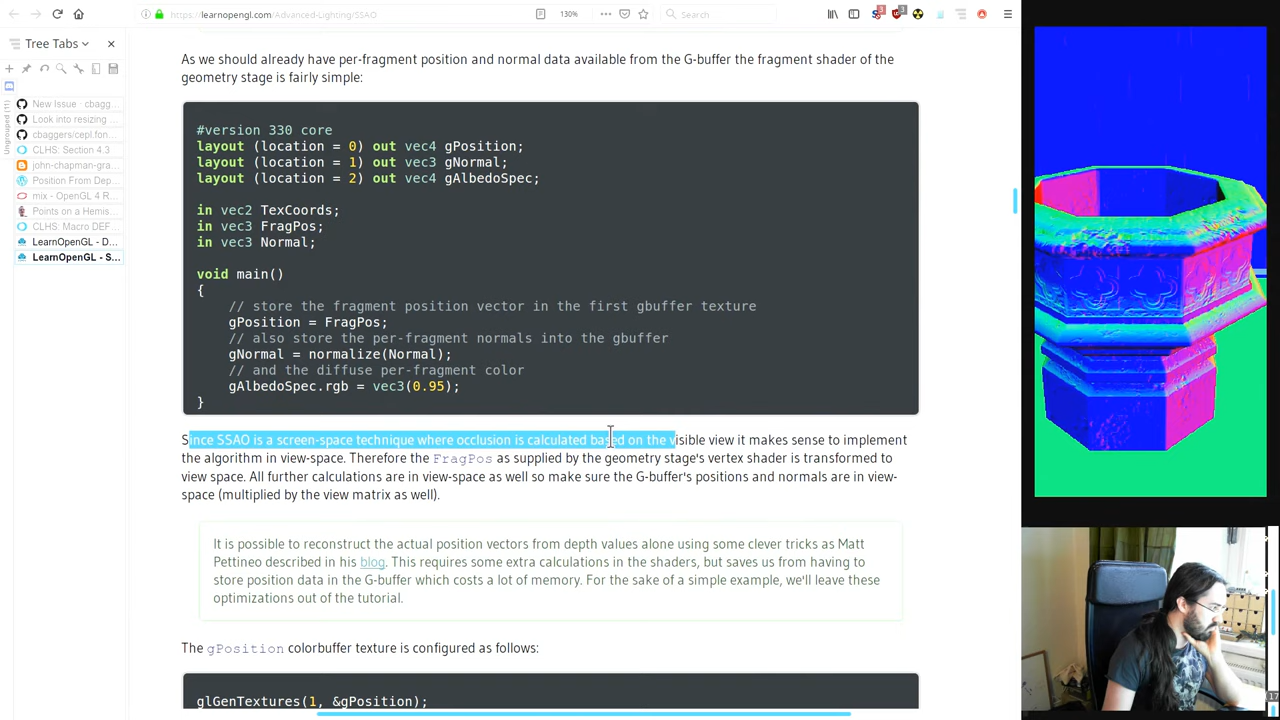 https://learnopengl.com/Advanced-Lighting/SSAO
130%
Search
3
3
Tree Tabs
Ungrouped (11)
New Issue · cbagg...
Look into resizing ...
cbaggers/cepl.fon...
CLHS: Section 4.3
john-chapman-gra...
Position From Dep...
mix - OpenGL 4 R...
Points on a Hemis...
CLHS: Macro DEF...
LearnOpenGL - D...
LearnOpenGL - S...
As we should already have per-fragment position and normal data available from the G-buffer the fragment shader of the
geometry stage is fairly simple:
#version 330 core
layout (location = 0) out vec4 gPosition;
layout (location = 1) out vec3 gNormal;
layout (location = 2) out vec4 gAlbedoSpec;
in vec2 TexCoords;
in vec3 FragPos;
in vec3 Normal;
void main()
{
// store the fragment position vector in the first gbuffer texture
gPosition = FragPos;
// also store the per-fragment normals into the gbuffer
gNormal = normalize(Normal);
// and the diffuse per-fragment color
gAlbedoSpec.rgb = vec3(0.95);
}
Since SSAO is a screen-space technique where occlusion is calculated based on the visible view it makes sense to implement
the algorithm in view-space. Therefore the FragPos as supplied by the geometry stage's vertex shader is transformed to
view space. All further calculations are in view-space as well so make sure the G-buffer's positions and normals are in view-
space (multiplied by the view matrix as well).
It is possible to reconstruct the actual position vectors from depth values alone using some clever tricks as Matt
Pettineo described in his blog. This requires some extra calculations in the shaders, but saves us from having to
store position data in the G-buffer which costs a lot of memory. For the sake of a simple example, we'll leave these
optimizations out of the tutorial.
The gPosition colorbuffer texture is configured as follows:
glGenTextures(1, &gPosition);
17